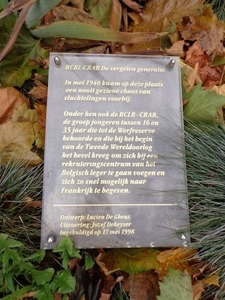 RCBL-CRAB De vergeten generatie
In mei 1940 kwam op deze plaats
een nooit geziene chaos van
vluchtelingen voorbij.
Onder hen ook de RCBL - CRAB,
de groep jongeren tussen 16 en
35 jaar die tot de Werfreserve
behoorde en die bij het begin
van de Tweede Wereldoorlog
het bevel kreeg om zich bij een
rekruteringscentrum van het
Belgisch leger te gaan voegen en
zich zo snel mogelijk naar
Frankrijk te begeven.
Ontwerp: Lucien De Gheus
Uitvoering: Jozef Dekeyser
Ingehuldigd op 17 mei 1998